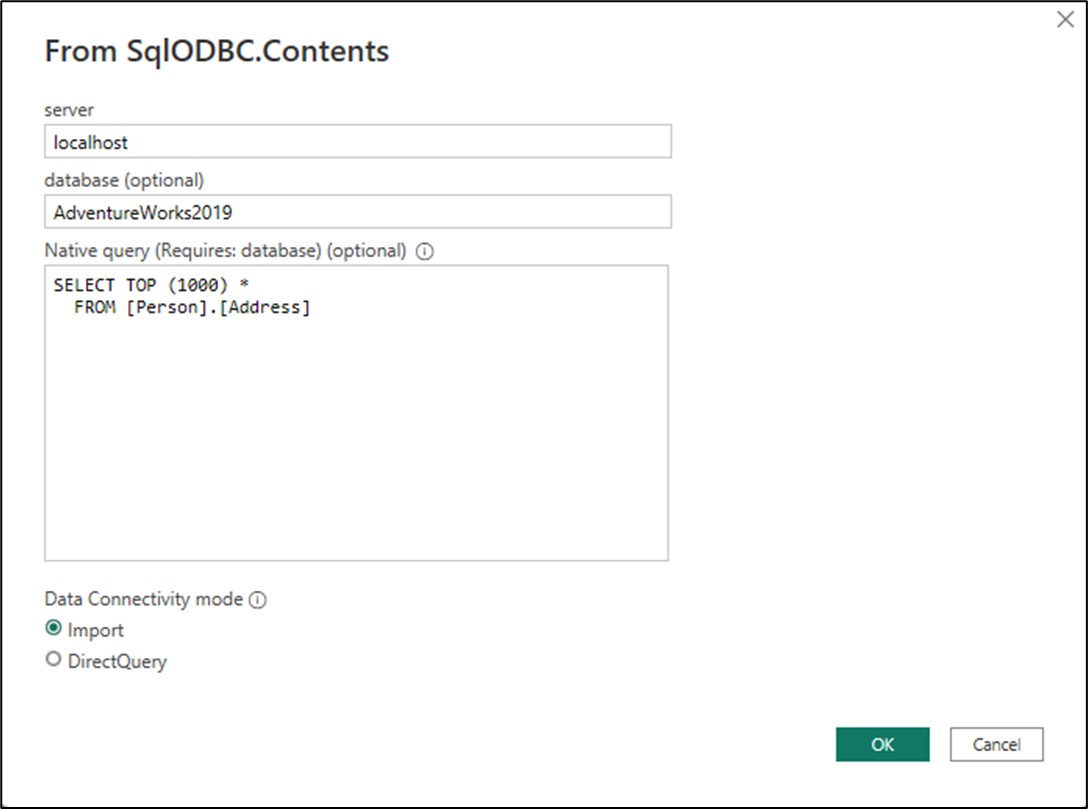 From SqlODBC.Contents
server
localhost
database (optional)
AdventureWorks2019
Native query (Requires: database) (optional)
SELECT TOP (1000) *
FROM [Person].[Address]
Data Connectivity mode
Import
DirectQuery
OK
Cancel